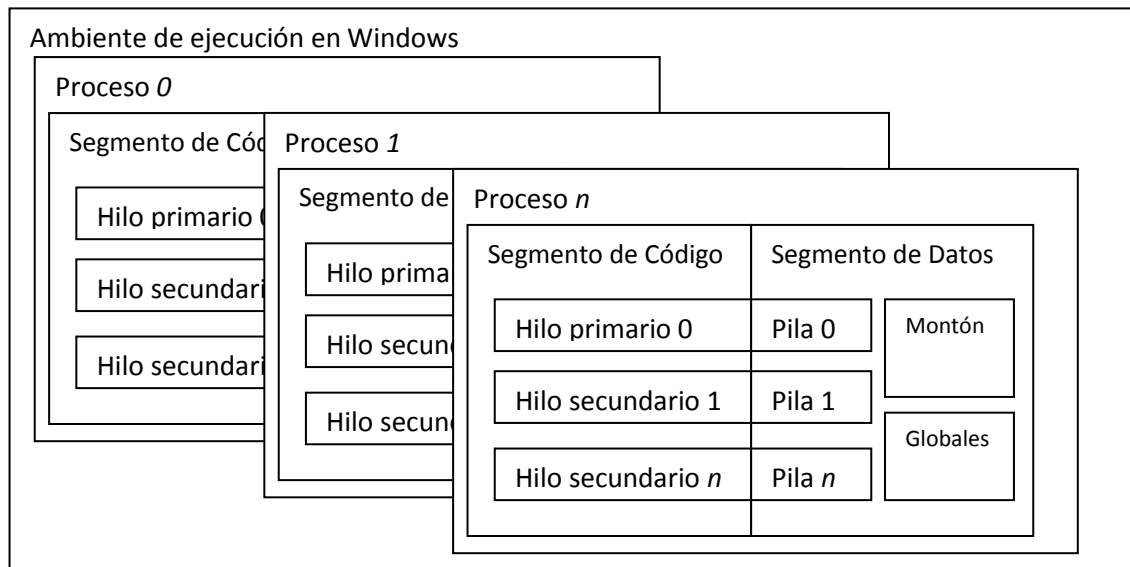 Ambiente de ejecución en Windows
Proceso 0
Segmento de
Hilo primario
Hilo secundari
Hilo secundari
Proceso 1
Segmento de
Hilo prima
Hilo secun
Hilo secun
Proceso n
Segmento de Código
Segmento de Datos
Hilo primario 0
Pila 0
Hilo secundario 1
Pila 1
Hilo secundario n
Pila n
Montón
Globales